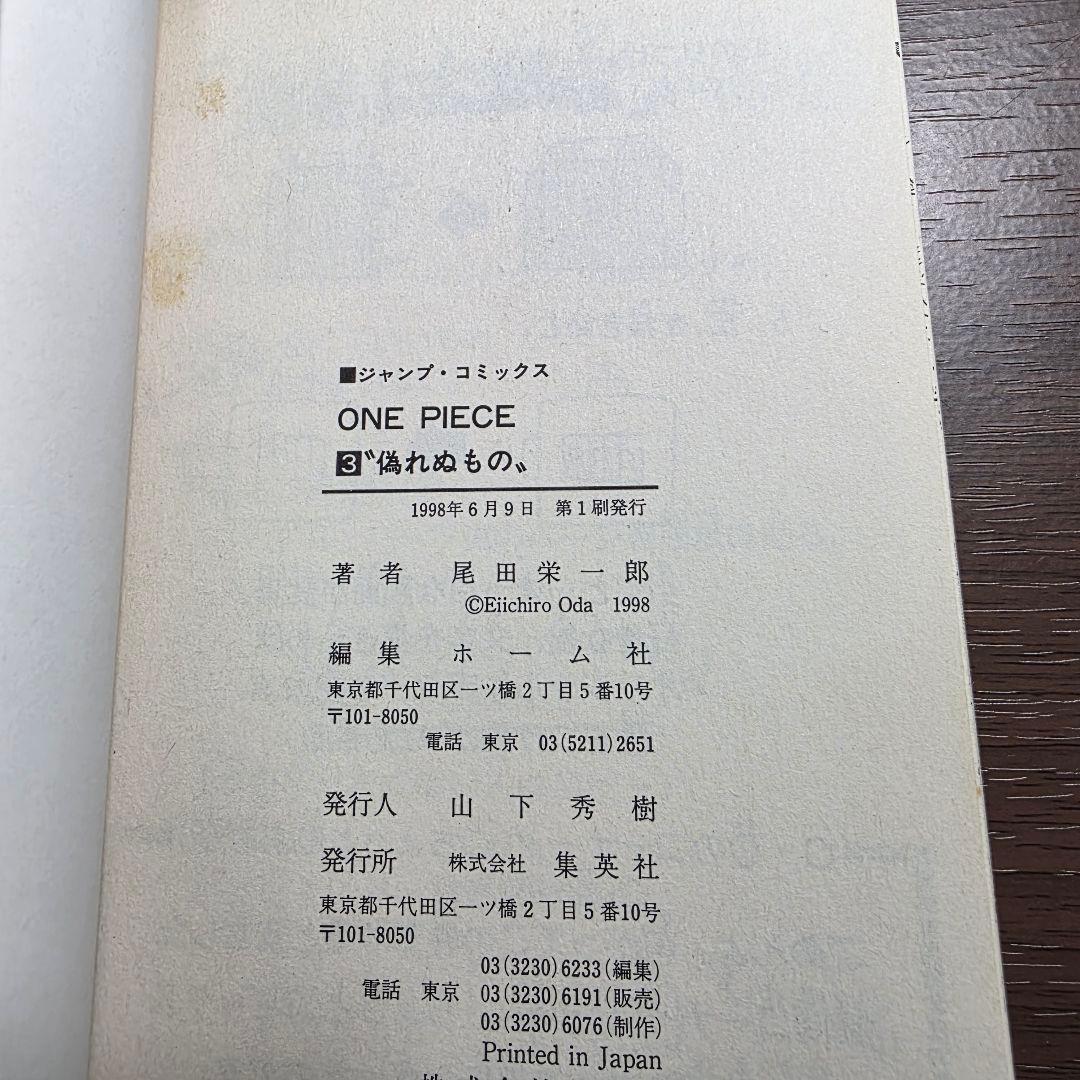 ■ジャンプ・コミックス
ONE PIECE
3〝偽れぬもの〟
1998年6月9日 第1刷発行
著者 尾田栄一郎
©Eiichiro Oda 1998
編集 ホーム社
東京都千代田区一ツ橋2丁目5番10号
〒101-8050
電話 東京 03(5211)2651
発行人 山下秀樹
発行所 株式会社 集英社
東京都千代田区一ツ橋2丁目5番10号
〒101-8050
03(3230)6233(編集)
電話 東京 03(3230)6191(販売)
03(3230)6076(制作)
Printed in Japan